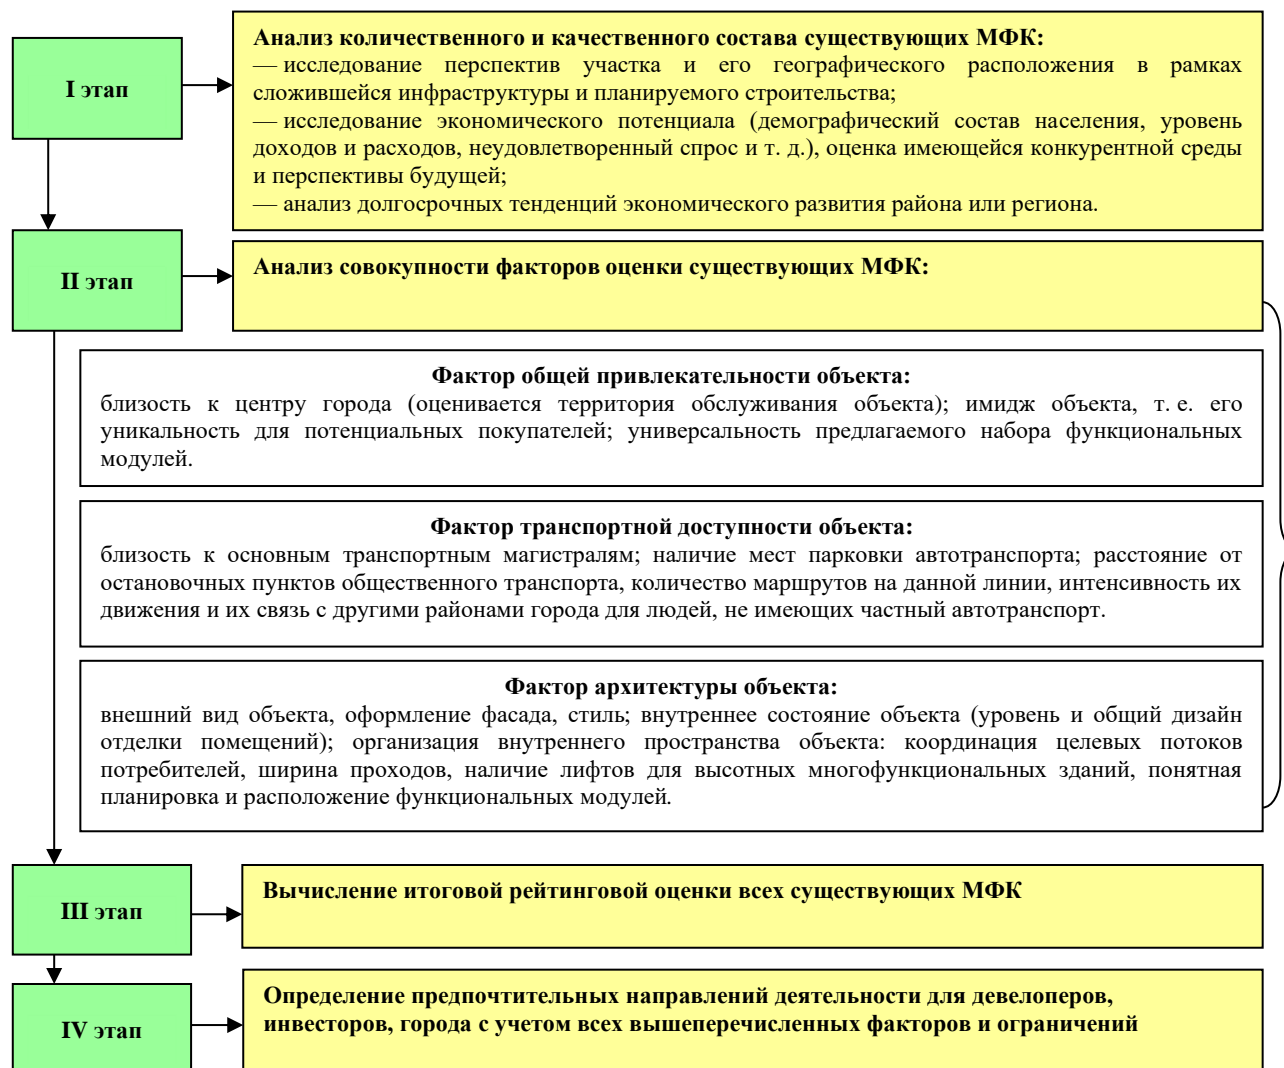 I этап
Анализ количественного и качественного состава существующих МФК:
— исследование перспектив участка и его географического расположения в рамках
сложившейся инфраструктуры и планируемого строительства;
— исследование экономического потенциала (демографический состав населения, уровень
доходов и расходов, неудовлетворенный спрос и т. д.), оценка имеющейся конкурентной среды
и перспективы будущей;
— анализ долгосрочных тенденций экономического развития района или региона.
II этап
Анализ совокупности факторов оценки существующих МФК:
Фактор общей привлекательности объекта:
близость к центру города (оценивается территория обслуживания объекта); имидж объекта, т. е. его
уникальность для потенциальных покупателей; универсальность предлагаемого набора функциональных
модулей.
Фактор транспортной доступности объекта:
близость к основным транспортным магистралям; наличие мест парковки автотранспорта; расстояние от
остановочных пунктов общественного транспорта, количество маршрутов на данной линии, интенсивность их
движения и их связь с другими районами города для людей, не имеющих частный автотранспорт.
Фактор архитектуры объекта:
внешний вид объекта, оформление фасада, стиль; внутреннее состояние объекта (уровень и общий дизайн
отделки помещений); организация внутреннего пространства объекта: координация целевых потоков
потребителей, ширина проходов, наличие лифтов для высотных многофункциональных зданий, понятная
планировка и расположение функциональных модулей.
III этап
Вычисление итоговой рейтинговой оценки всех существующих МФК
IV этап
Определение предпочтительных направлений деятельности для девелоперов,
инвесторов, города с учетом всех вышеперечисленных факторов и ограничений